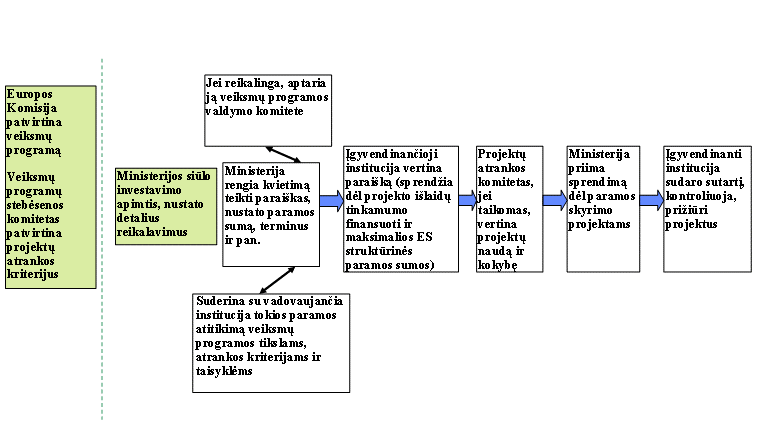 Europos
Komisija
patvirtina
veiksmų
programą
Veiksmų
programų
stebėsenos
komitetas
patvirtina
projektų
atrankos
kriterijus
Ministerijos siūlo
investavimo
apimtis, nustato
detalius
reikalavimus
Jei reikalinga, aptaria
ją veiksmų programos
valdymo komitete
Ministerija
rengia kvietimą
teikti paraiškas,
nustato paramos
sumą, terminus
ir pan.
Suderina su vadovaujančia
institucija tokios paramos
atitikimą veiksmų
programos tikslams,
atrankos kriterijams ir
taisyklėms
Įgyvendinančioji
institucija vertina
paraišką (sprendžia
dėl projekto išlaidų
tinkamumo
finansuoti ir
maksimalios ES
struktūrinės
paramos sumos)
Projektų
atrankos
komitetas,
jei
taikomas,
vertina
projektų
naudą ir
kokybę
Ministerija
priima
sprendimą
dėl paramos
skyrimo
projektams
Įgyvendinanti
institucija
sudaro sutartį,
kontroliuoja,
prižiūri
projektus